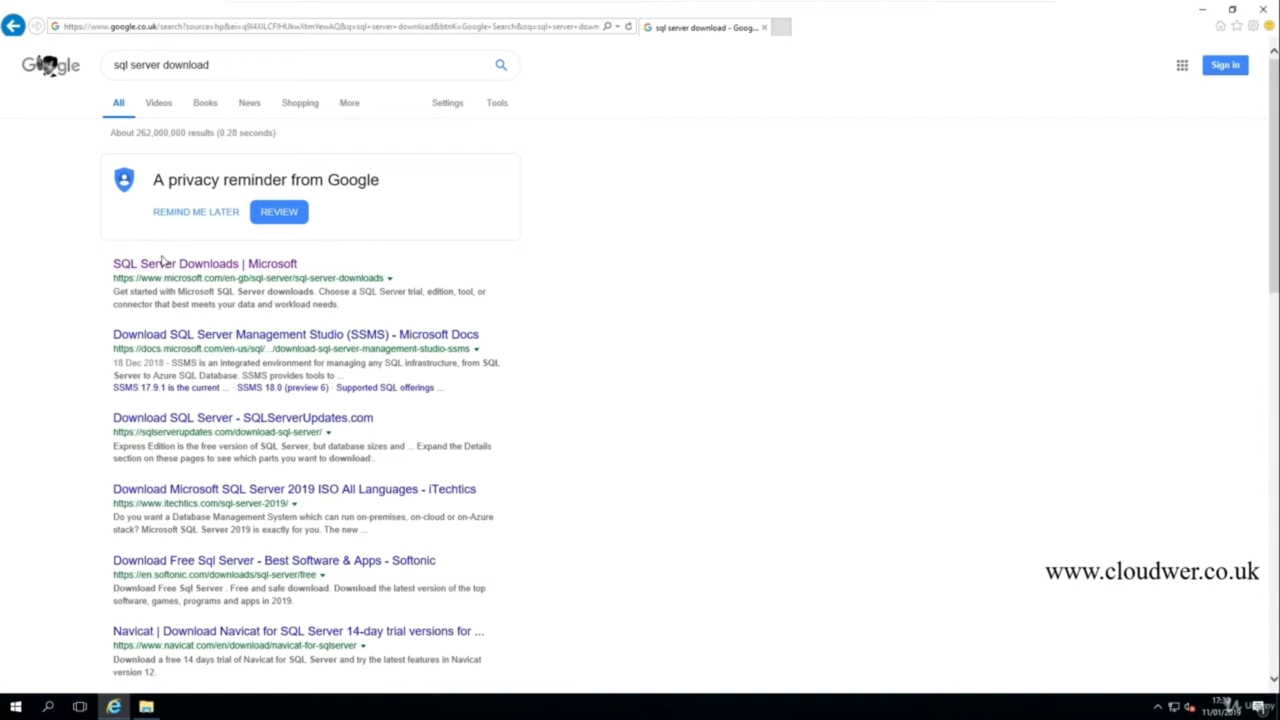 https://www.google.co.uk/search?source=hp&ei=
sql server download - Goog...
Google
sql server download
Sign in
All Videos Books News Shopping More Settings Tools
About 262,000,000 results (0.28 seconds)
A privacy reminder from Google
REMIND ME LATER REVIEW
SQL Server Downloads | Microsoft
https://www.microsoft.com/en-gb/sql-server/sql-server-downloads
Get started with Microsoft SQL Server downloads. Choose a SQL Server trial, edition, tool, or
connector that best meets your data and workload needs.
Download SQL Server Management Studio (SSMS) - Microsoft Docs
https://docs.microsoft.com/en-us/sql/.../download-sql-server-management-studio-ssms
18 Dec 2018 - SSMS is an integrated environment for managing any SQL infrastructure, from SQL
Server to Azure SQL Database. SSMS provides tools to ...
SSMS 17.9.1 is the current ... · SSMS 18.0 (preview 6) · Supported SQL offerings ...
Download SQL Server - SQLServerUpdates.com
https://sqlserverupdates.com/download-sql-server/
Express Edition is the free version of SQL Server, but database sizes and ... Expand the Details
section on these pages to see which parts you want to download:.
Download Microsoft SQL Server 2019 ISO All Languages - iTechtics
https://www.itechtics.com/sql-server-2019/
Do you want a Database Management System which can run on-premises, on-cloud or on-Azure
stack? Microsoft SQL Server 2019 is exactly for you. The new ...
Download Free Sql Server - Best Software & Apps - Softonic
https://en.softonic.com/downloads/sql-server/free
Download Free Sql Server . Free and safe download. Download the latest version of the top
software, games, programs and apps in 2019.
www.cloudwer.co.uk
Navicat | Download Navicat for SQL Server 14-day trial versions for ...
https://www.navicat.com/en/download/navicat-for-sqlserver
Download a free 14 days trial of Navicat for SQL Server and try the latest features in Navicat
version 12.
11/01/2019